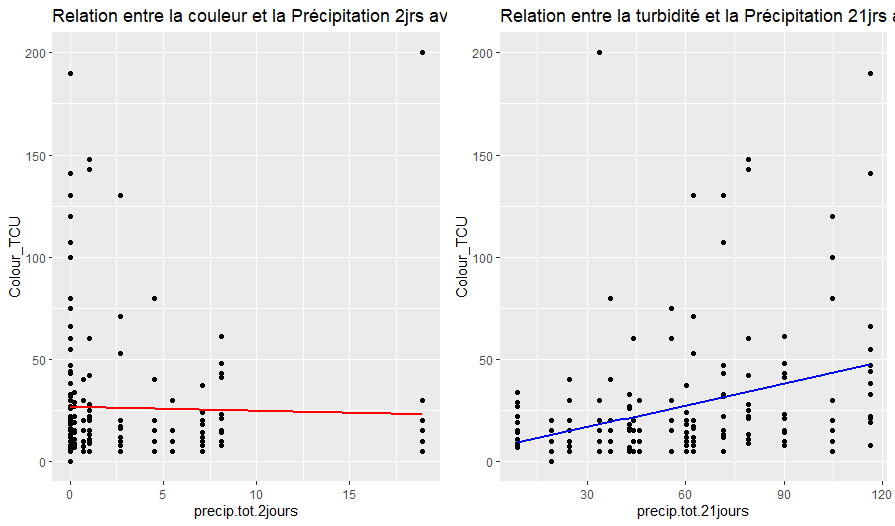 Relation entre la couleur et la Précipitation 2jrs av
Colour_TCU
200
150
100
50
0
0 5 10 15
precip.tot.2jours
Relation entre la turbidité et la Précipitation 21jrs a
Colour_TCU
200
150
100
50
0
30 60 90 120
precip.tot.21jours